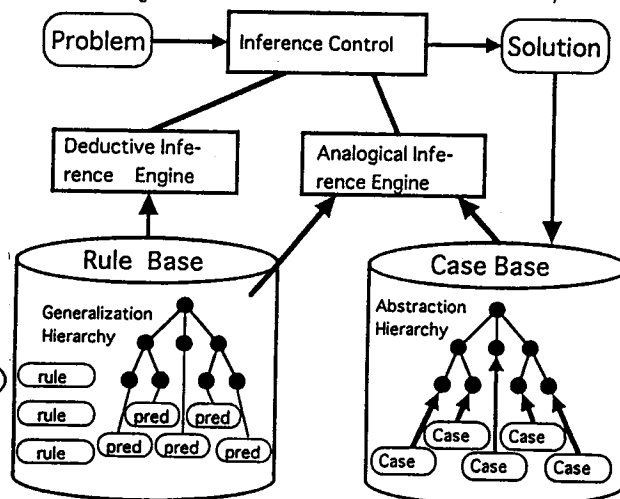 Problem
Inference Control
Solution
Deductive Infe-
rence Engine
Analogical Infe-
rence Engine
Rule Base
Case Base
Generalization
Hierarchy
Abstraction
Hierarchy
rule
rule
rule
pred
pred
pred
pred
pred
Case
Case
Case
Case
Case